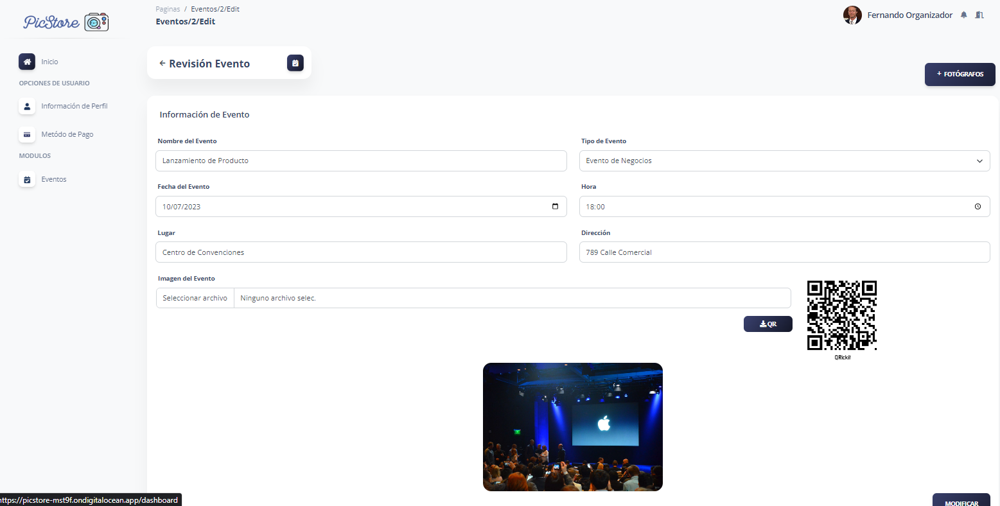 PicStore
Paginas / Eventos/2/Edit
Eventos/2/Edit
Fernando Organizador
Inicio
OPCIONES DE USUARIO
Información de Perfil
Metódo de Pago
MODULOS
Eventos
← Revisión Evento
+ FOTÓGRAFOS
Información de Evento
Nombre del Evento
Tipo de Evento
Lanzamiento de Producto
Evento de Negocios
Fecha del Evento
Hora
10/07/2023
18:00
Lugar
Dirección
Centro de Convenciones
789 Calle Comercial
Imagen del Evento
Seleccionar archivo
Ninguno archivo selec.
QR
QRickit
MODIFICAR
https://picstore-mst9f.ondigitalocean.app/dashboard